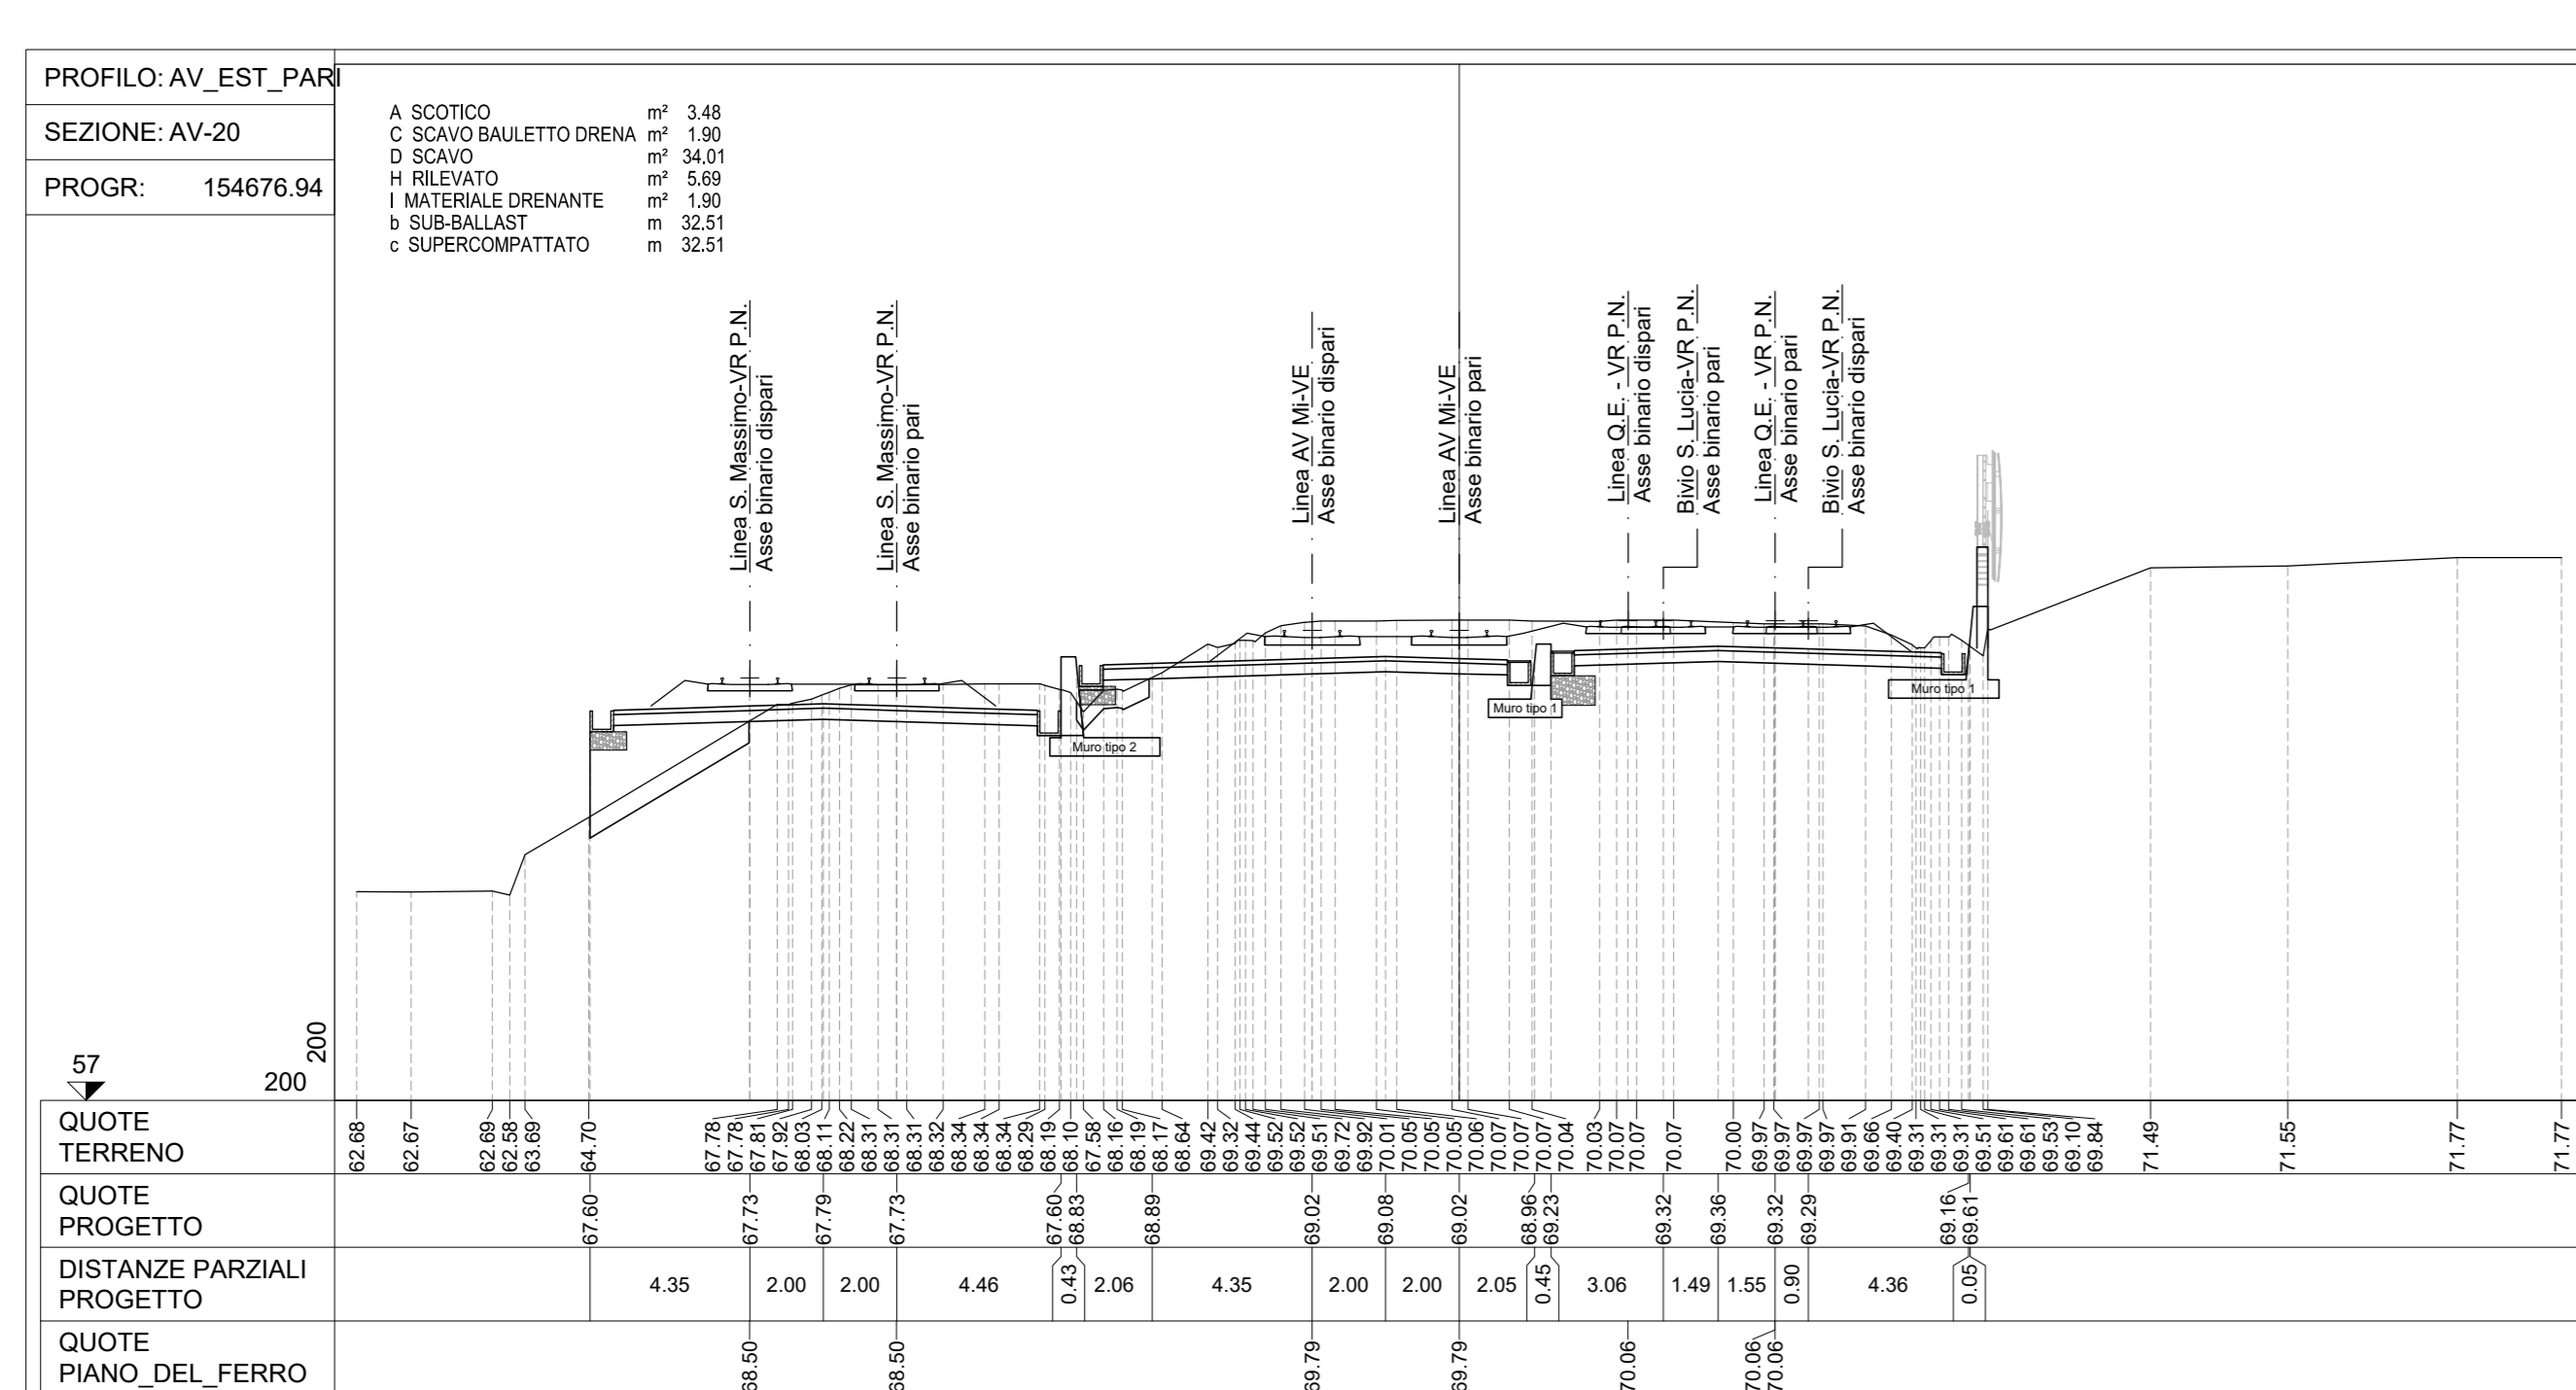 PROFILO: AV_EST_PARI
SEZIONE: AV-20
PROGR: 154676.94
A SCOTICO m² 3.48
C SCAVO BAULETTO DRENA m² 1.90
D SCAVO m² 34.01
H RILEVATO m² 5.69
I MATERIALE DRENANTE m² 1.90
b SUB-BALLAST m 32.51
c SUPERCOMPATTATO m 32.51
Linea S. Massimo-VR P.N.
Asse binario dispari
Linea S. Massimo-VR P.N.
Asse binario pari
Linea AV Mi-VE
Asse binario dispari
Linea AV Mi-VE
Asse binario pari
Linea Q.E. - VR P.N.
Asse binario dispari
Bivio S. Lucia-VR P.N.
Asse binario pari
Linea Q.E. - VR P.N.
Asse binario pari
Bivio S. Lucia-VR P.N.
Asse binario dispari
Muro tipo 2
Muro tipo 1
Muro tipo 1
57
200
200
QUOTE
TERRENO
62.68 62.67 62.69 62.58 63.69 64.70 67.78 67.78 67.81 67.92 68.03 68.11 68.22 68.31 68.31 68.31 68.32 68.34 68.34 68.34 68.29 68.19 68.10 67.58 68.16 68.19 68.17 68.64 69.42 69.32 69.44 69.52 69.52 69.51 69.72 69.92 70.01 70.05 70.05 70.05 70.06 70.07 70.07 70.07 70.04 70.03 70.07 70.07 70.07 70.00 69.97 69.97 69.97 69.97 69.91 69.66 69.40 69.31 69.31 69.31 69.51 69.61 69.61 69.53 69.10 69.84 71.49 71.55 71.77 71.77
QUOTE
PROGETTO
67.60 67.73 67.79 67.73 67.60 68.83 68.89 69.02 69.08 69.02 68.96 69.23 69.32 69.36 69.32 69.29 69.16 69.61
DISTANZE PARZIALI
PROGETTO
4.35 2.00 2.00 4.46 0.43 2.06 4.35 2.00 2.00 2.05 0.45 3.06 1.49 1.55 0.90 4.36 0.05
QUOTE
PIANO_DEL_FERRO
68.50 68.50 69.79 69.79 70.06 70.06 70.06